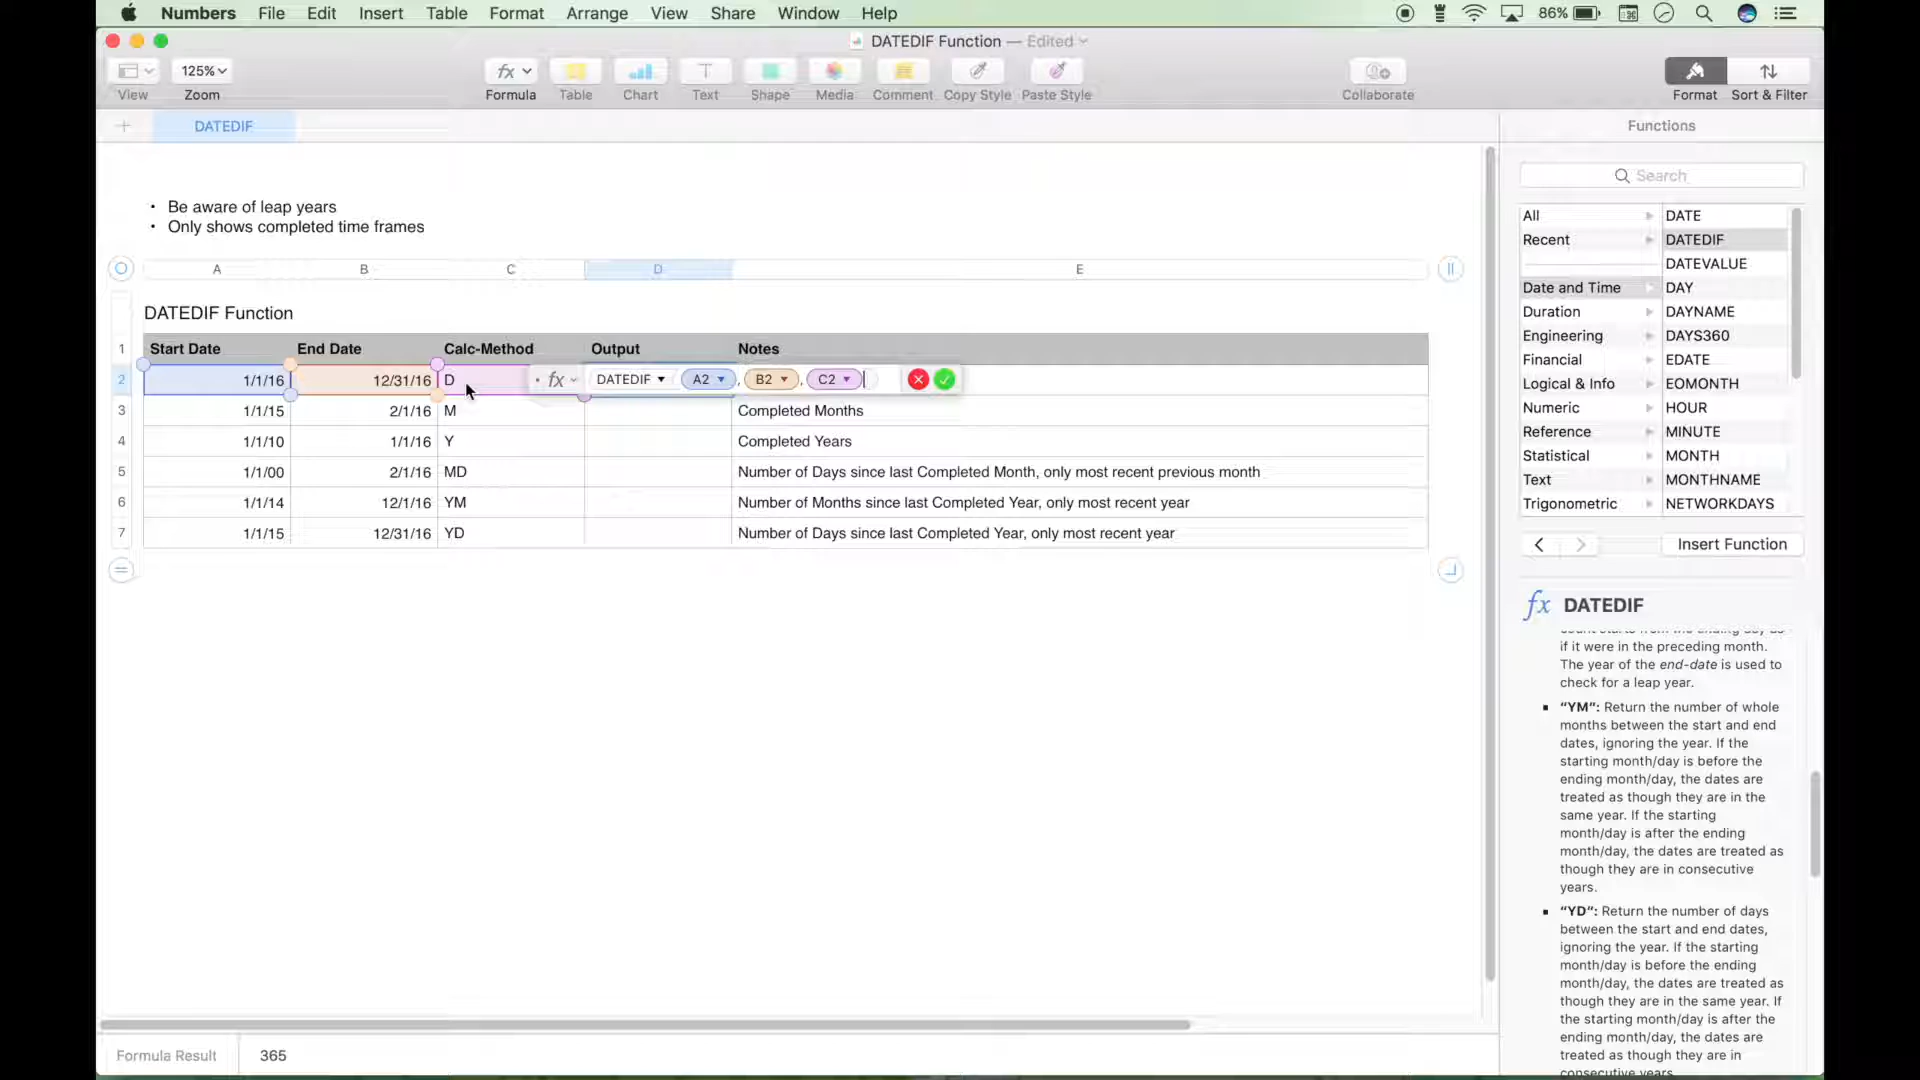 Numbers File Edit Insert Table Format Arrange View Share Window Help 86%
DATEDIF Function — Edited
125%
View Zoom Formula Table Chart Text Shape Media Comment Copy Style Paste Style Collaborate Format Sort & Filter
DATEDIF
• Be aware of leap years
• Only shows completed time frames
A B C D E
DATEDIF Function
1 Start Date End Date Calc-Method Output Notes
2 1/1/16 12/31/16 D fx DATEDIF A2 , B2 , C2
3 1/1/15 2/1/16 M Completed Months
4 1/1/10 1/1/16 Y Completed Years
5 1/1/00 2/1/16 MD Number of Days since last Completed Month, only most recent previous month
6 1/1/14 12/1/16 YM Number of Months since last Completed Year, only most recent year
7 1/1/15 12/31/16 YD Number of Days since last Completed Year, only most recent year
Formula Result 365
Functions
Search
All DATE
Recent DATEDIF
DATEVALUE
Date and Time DAY
Duration DAYNAME
Engineering DAYS360
Financial EDATE
Logical & Info EOMONTH
Numeric HOUR
Reference MINUTE
Statistical MONTH
Text MONTHNAME
Trigonometric NETWORKDAYS
Insert Function
fx DATEDIF
if it were in the preceding month.
The year of the end-date is used to
check for a leap year.
▪ “YM”: Return the number of whole
months between the start and end
dates, ignoring the year. If the
starting month/day is before the
ending month/day, the dates are
treated as though they are in the
same year. If the starting
month/day is after the ending
month/day, the dates are treated as
though they are in consecutive
years.
▪ “YD”: Return the number of days
between the start and end dates,
ignoring the year. If the starting
month/day is before the ending
month/day, the dates are treated as
though they are in the same year. If
the starting month/day is after the
ending month/day, the dates are
treated as though they are in
consecutive years.